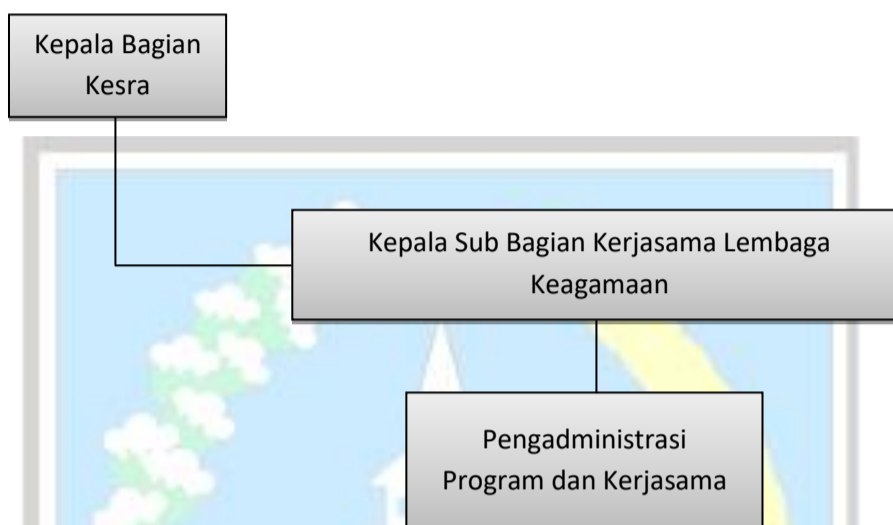 Kepala Bagian
Kesra
Kepala Sub Bagian Kerjasama Lembaga
Keagamaan
Pengadministrasi
Program dan Kerjasama